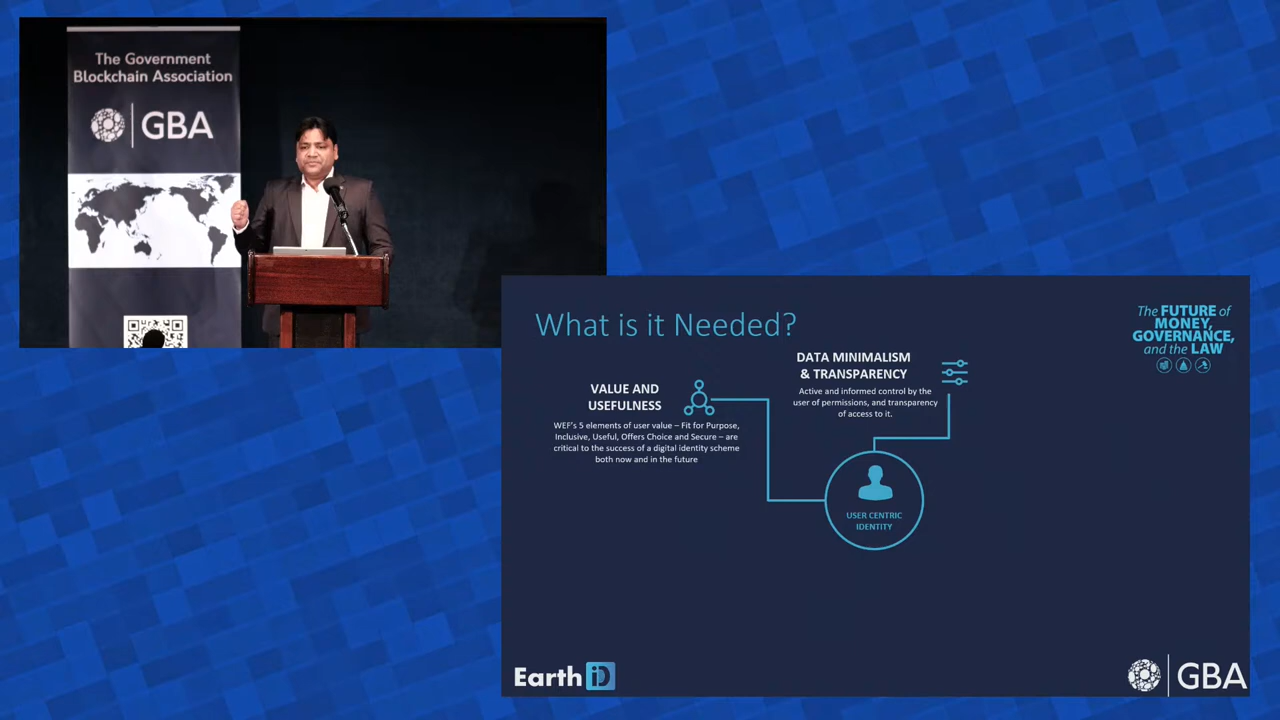 The Government
Blockchain Association
GBA
What is it Needed?
The FUTURE of
MONEY,
GOVERNANCE,
and the LAW
DATA MINIMALISM
& TRANSPARENCY
Active and informed control by the
user of permissions, and transparency
of access to it.
VALUE AND
USEFULNESS
WEF's 5 elements of user value – Fit for Purpose,
Inclusive, Useful, Offers Choice and Secure – are
critical to the success of a digital identity scheme
both now and in the future
USER CENTRIC
IDENTITY
Earth iD
GBA